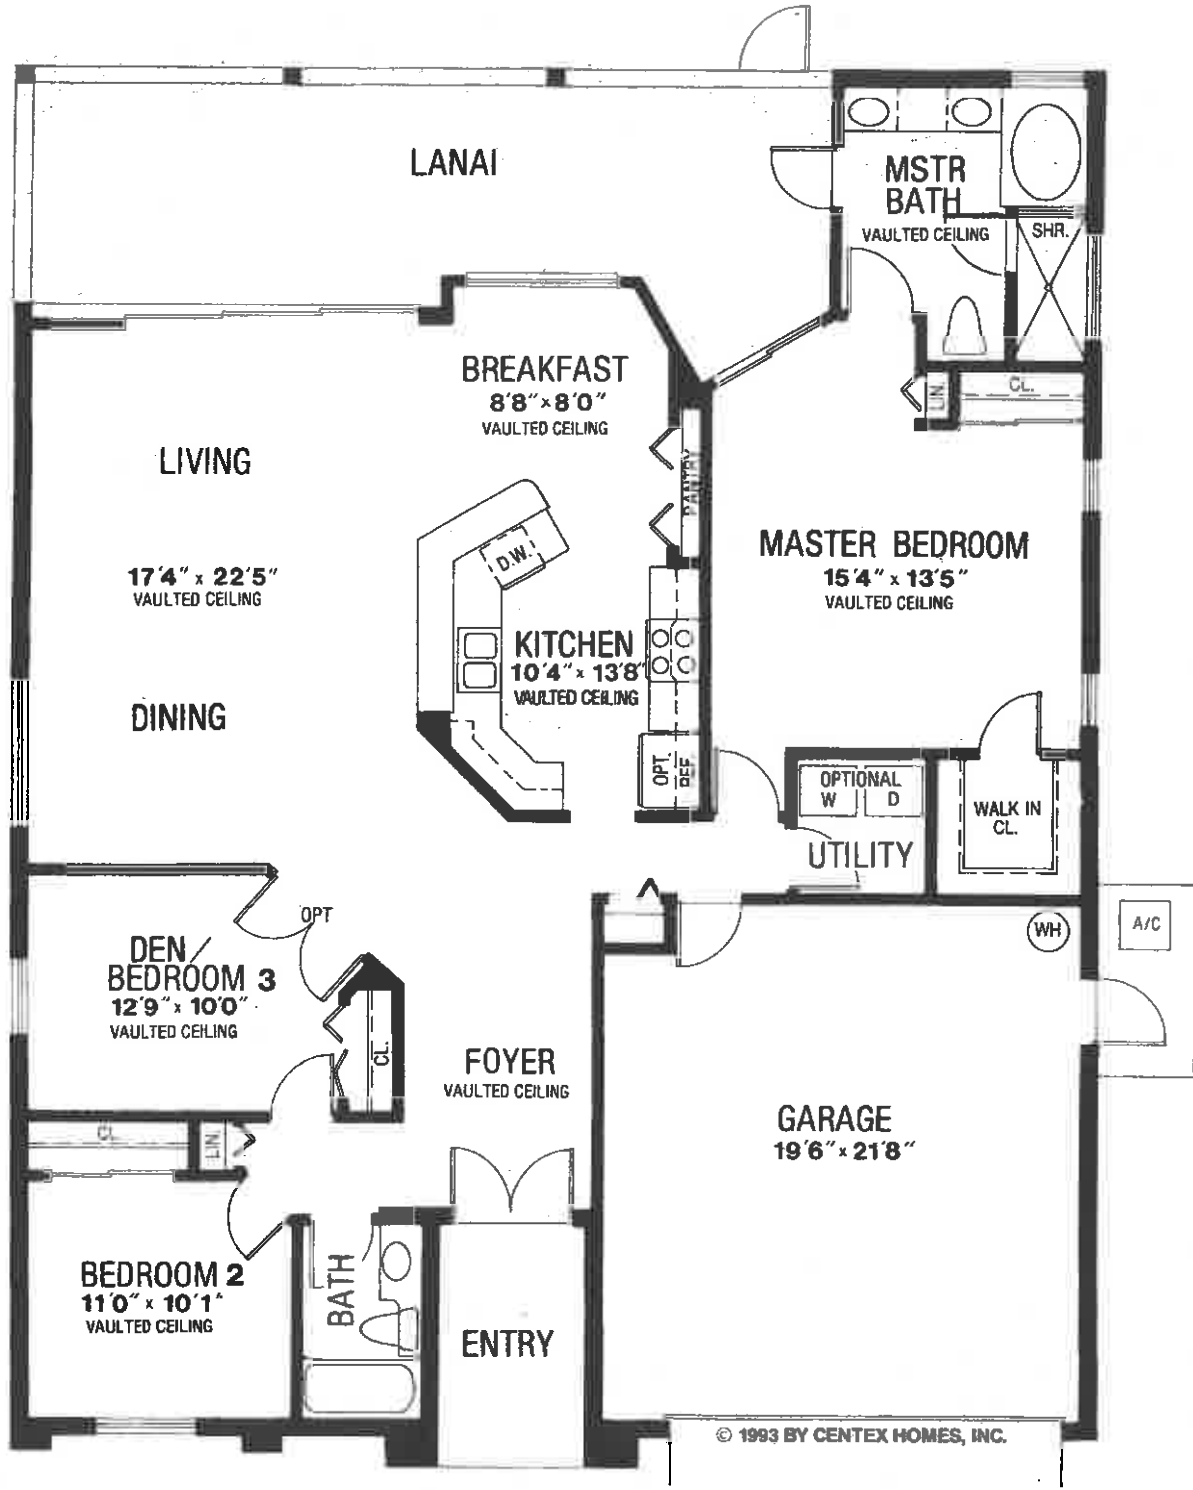 LANAI
MSTR
BATH
VAULTED CEILING
SHR.
BREAKFAST
8'8" x 8'0"
VAULTED CEILING
LIN.
CL.
LIVING
PANTRY
17'4" x 22'5"
VAULTED CEILING
D.W.
MASTER BEDROOM
15'4" x 13'5"
VAULTED CEILING
KITCHEN
10'4" x 13'8"
VAULTED CEILING
DINING
OPT.
REF.
OPTIONAL
W D
UTILITY
WALK IN
CL.
OPT
DEN/
BEDROOM 3
12'9" x 10'0"
VAULTED CEILING
WH
A/C
CL.
FOYER
VAULTED CEILING
GARAGE
19'6" x 21'8"
CL.
LIN.
BEDROOM 2
11'0" x 10'1"
VAULTED CEILING
BATH
ENTRY
© 1993 BY CENTEX HOMES, INC.